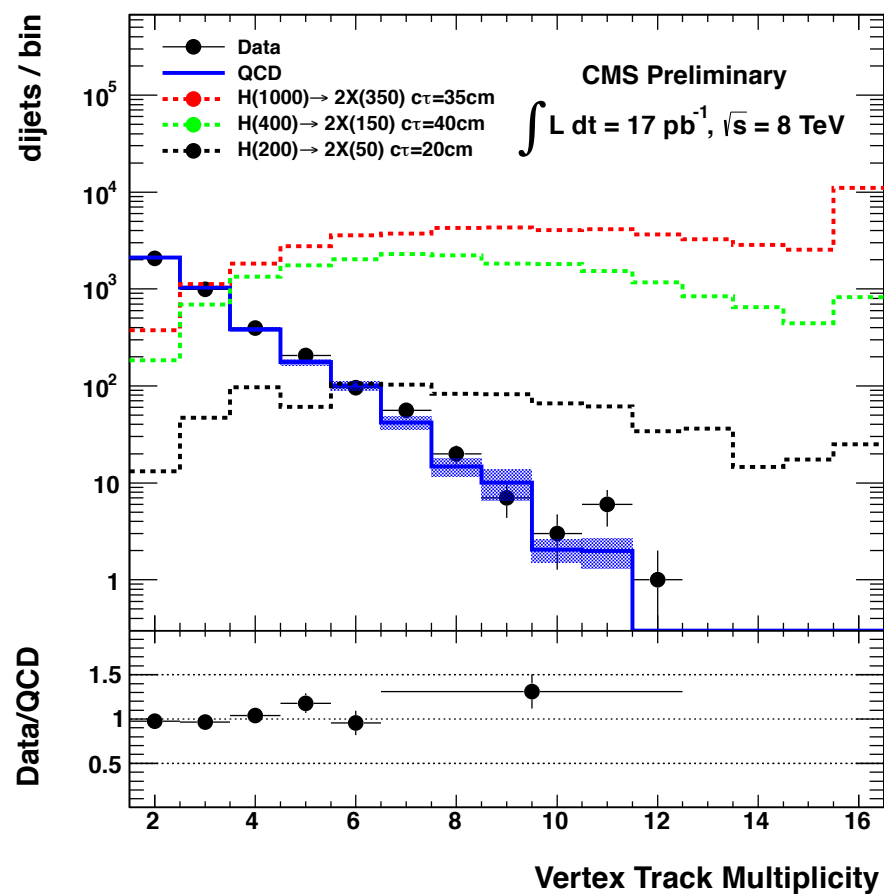 dijets / bin
Data
QCD
H(1000)→ 2X(350) cτ=35cm
H(400)→ 2X(150) cτ=40cm
H(200)→ 2X(50) cτ=20cm
CMS Preliminary
∫ L dt = 17 pb⁻¹, √s = 8 TeV
10⁵
10⁴
10³
10²
10
1
Data/QCD
1.5
1
0.5
2 4 6 8 10 12 14 16
Vertex Track Multiplicity